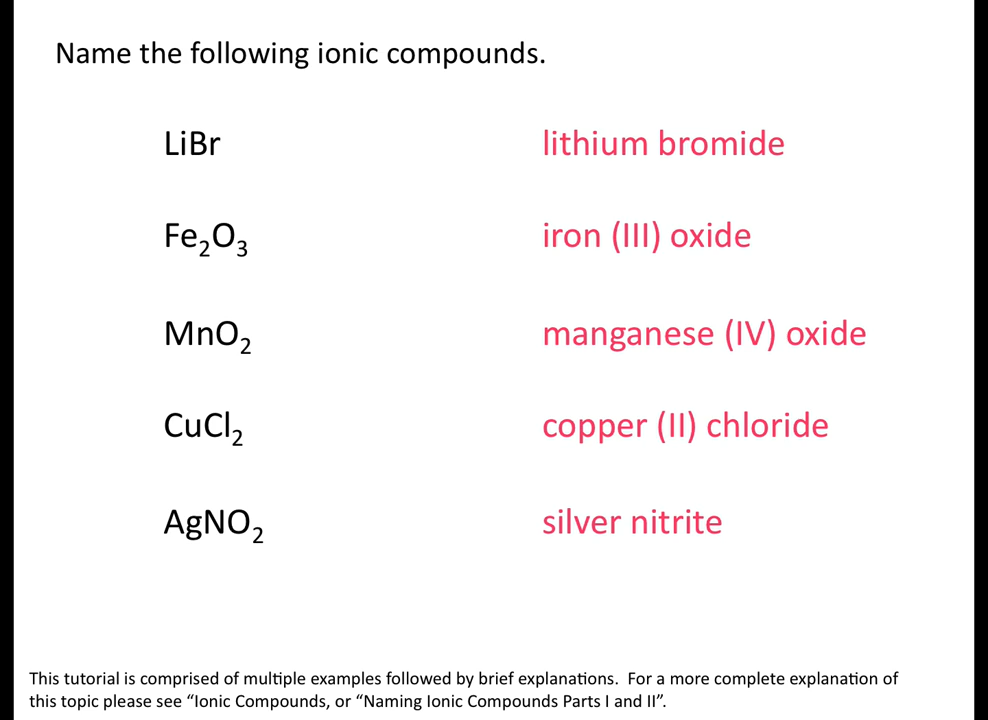 Name the following ionic compounds.
LiBr lithium bromide
Fe₂O₃ iron (III) oxide
MnO₂ manganese (IV) oxide
CuCl₂ copper (II) chloride
AgNO₂ silver nitrite
This tutorial is comprised of multiple examples followed by brief explanations.  For a more complete explanation of
this topic please see “Ionic Compounds, or “Naming Ionic Compounds Parts I and II”.